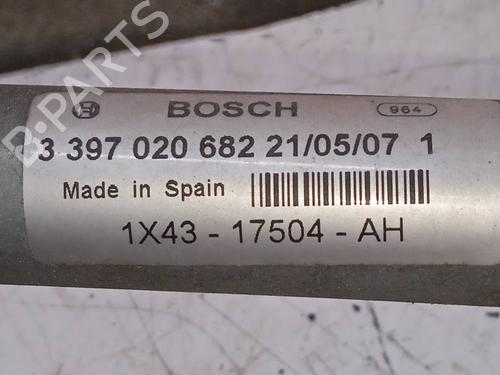 BOSCH 964
3 397 020 682 21/05/07 1
Made in Spain
1X43 - 17504 - AH
B-PARTS